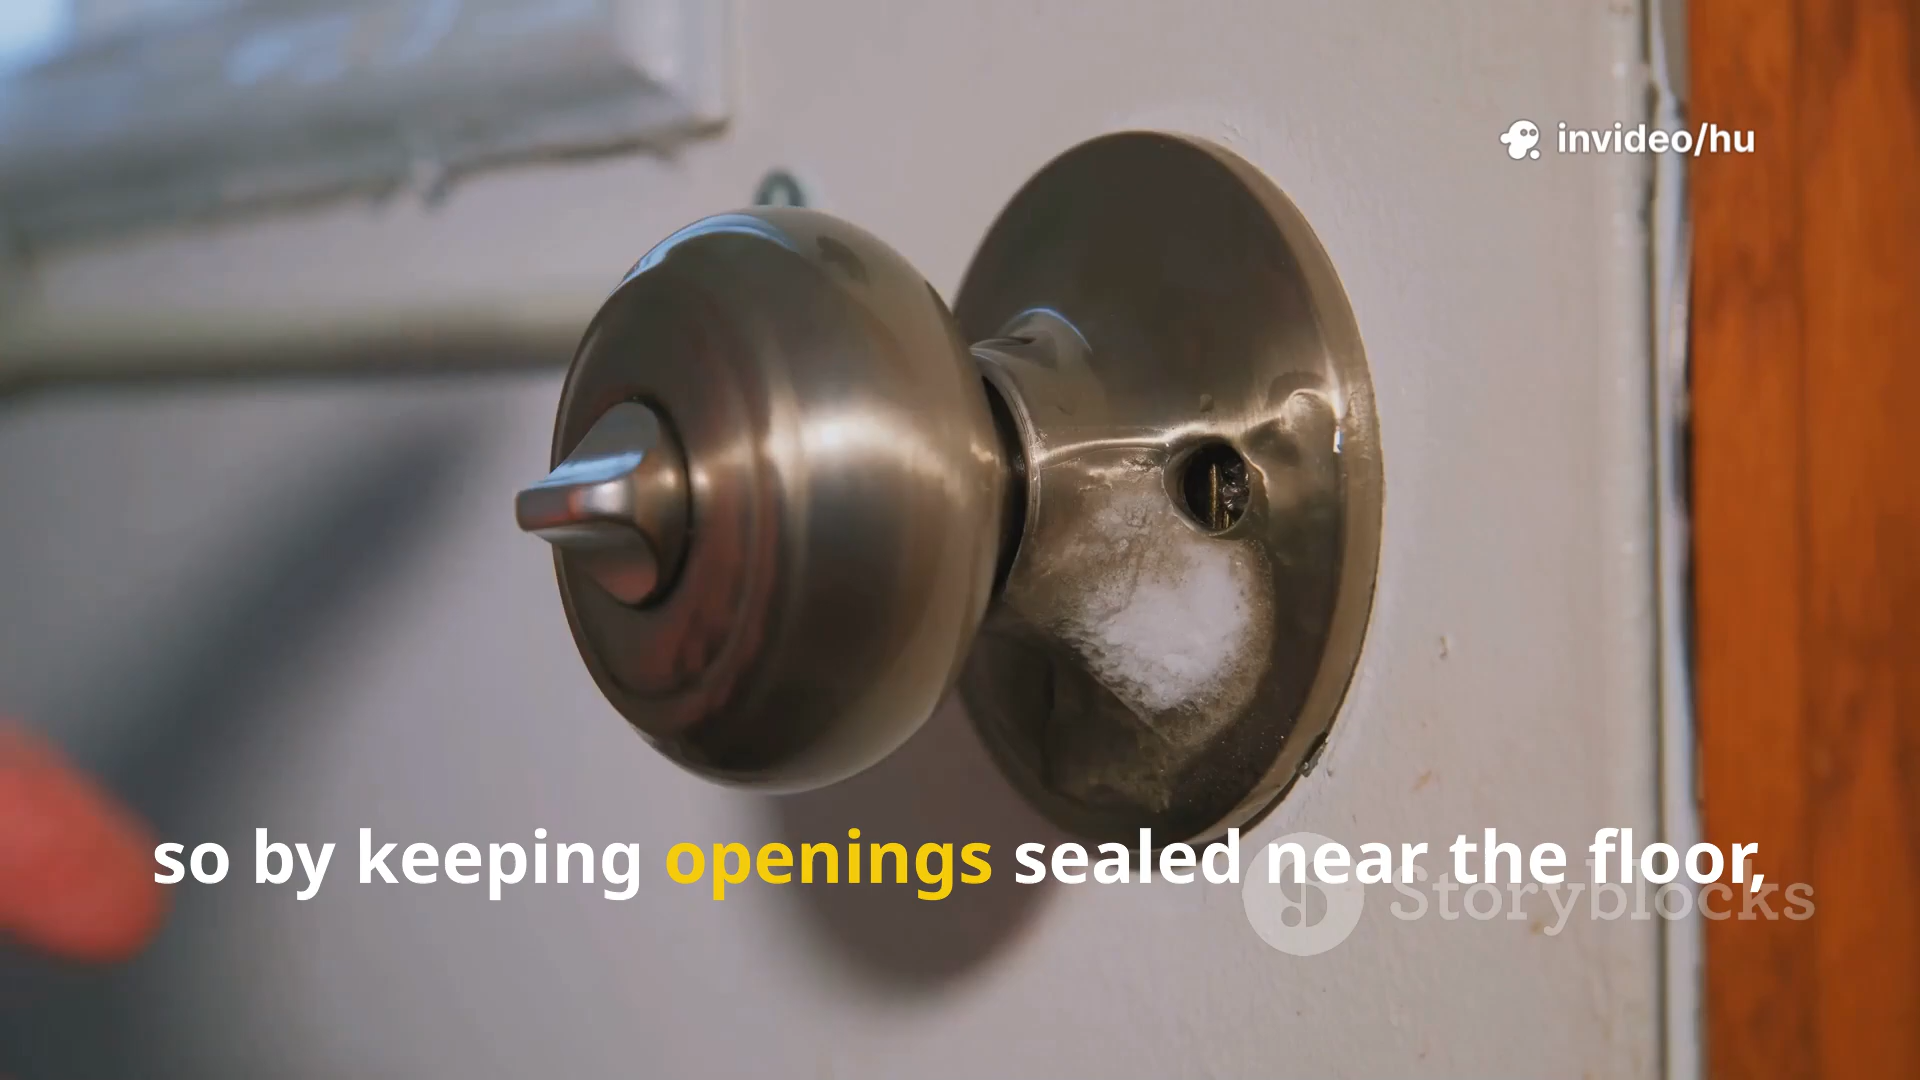 invideo/hu
so by keeping openings sealed near the floor,
Storyblocks